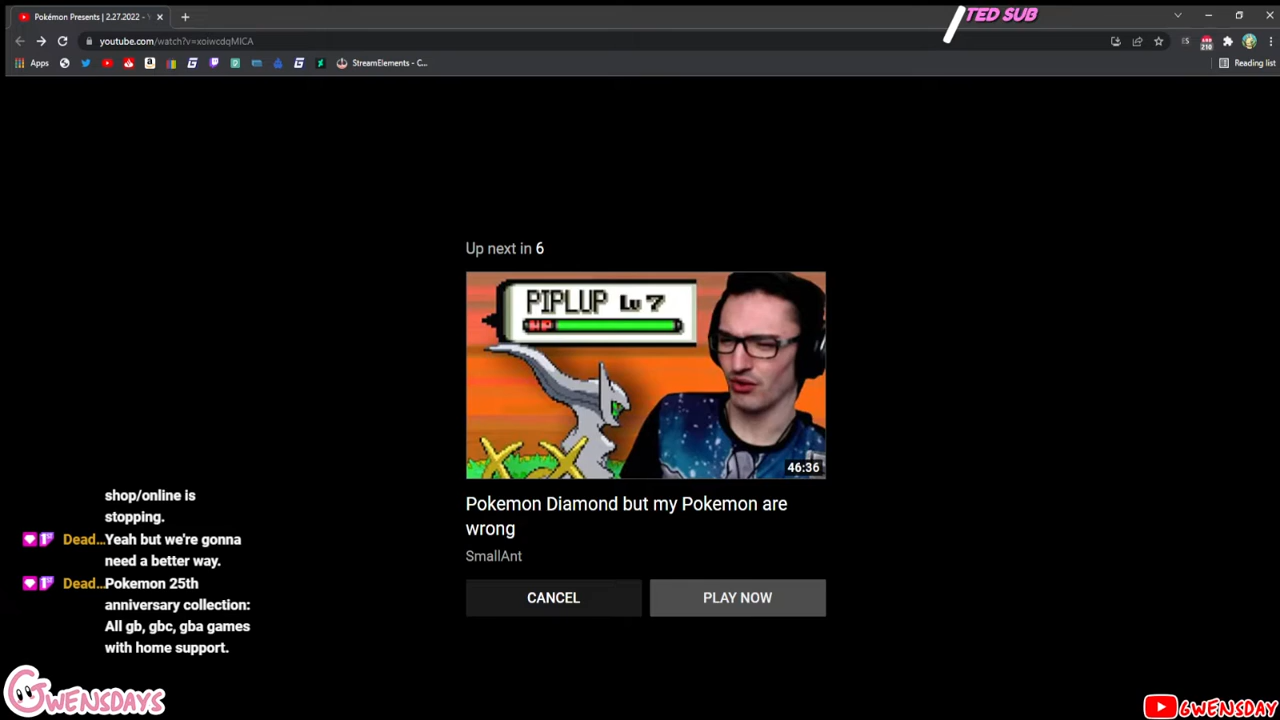 TED SUB
Pokémon Presents | 2.27.2022 -
youtube.com/watch?v=xoiwcdqMICA
Apps
StreamElements - C...
Reading list
Up next in 6
PIPLUP Lv 7
HP
46:36
Pokemon Diamond but my Pokemon are
wrong
SmallAnt
CANCEL
PLAY NOW
shop/online is
stopping.
Dead...Yeah but we're gonna
need a better way.
Dead...Pokemon 25th
anniversary collection:
All gb, gbc, gba games
with home support.
GWENSDAYS
GWENSDAY